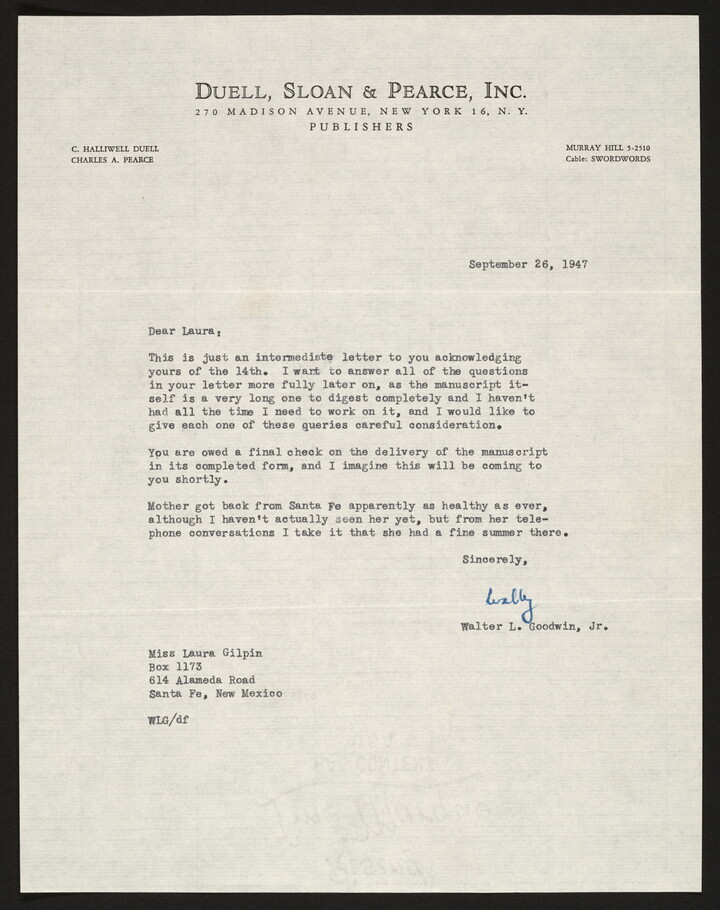 DUELL, SLOAN & PEARCE, INC.
270 MADISON AVENUE, NEW YORK 16, N. Y.
PUBLISHERS
C. HALLIWELL DUELL
CHARLES A. PEARCE
MURRAY HILL 5-2510
Cable: SWORDWORDS
September 26, 1947
Dear Laura:
This is just an intermediate letter to you acknowledging
yours of the 14th. I want to answer all of the questions
in your letter more fully later on, as the manuscript it-
self is a very long one to digest completely and I haven't
had all the time I need to work on it, and I would like to
give each one of these queries careful consideration.
You are owed a final check on the delivery of the manuscript
in its completed form, and I imagine this will be coming to
you shortly.
Mother got back from Santa Fe apparently as healthy as ever,
although I haven't actually seen her yet, but from her tele-
phone conversations I take it that she had a fine summer there.
Sincerely,
Wally
Walter L. Goodwin, Jr.
Miss Laura Gilpin
Box 1173
614 Alameda Road
Santa Fe, New Mexico
WLG/df